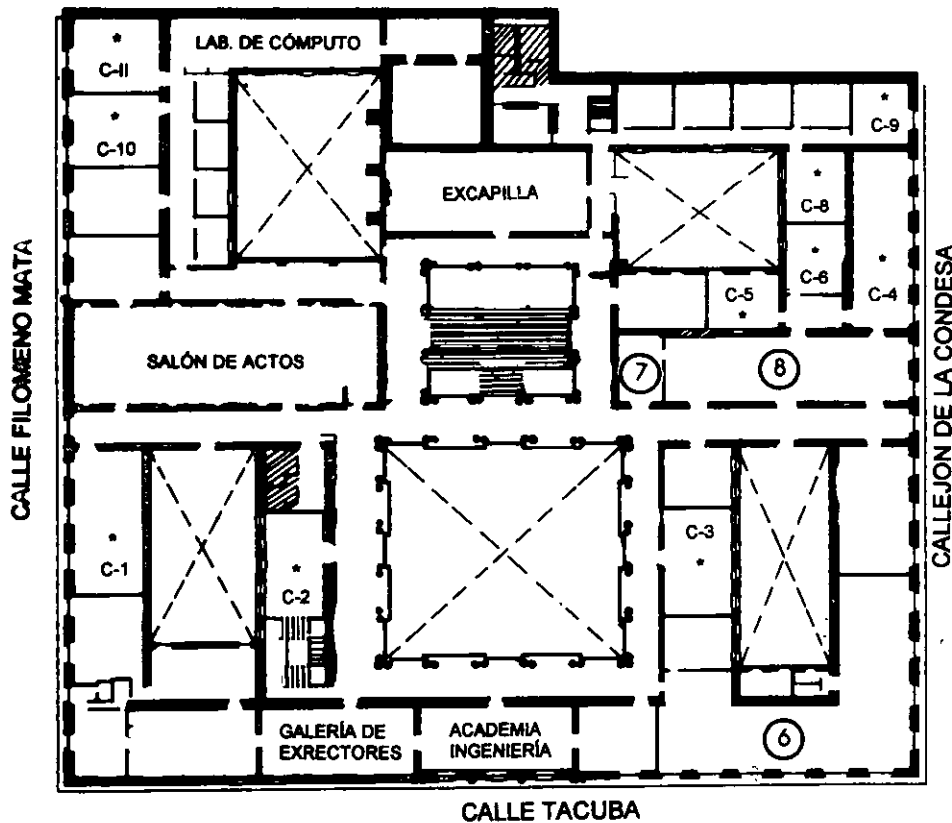 LAB. DE CÓMPUTO
C-II
C-10
C-9
EXCAPILLA
C-8
C-6
C-5
C-4
CALLE FILOMENO MATA
SALÓN DE ACTOS
7
8
CALLEJON DE LA CONDESA
C-1
C-2
C-3
GALERÍA DE
EXRECTORES
ACADEMIA
INGENIERÍA
6
CALLE TACUBA